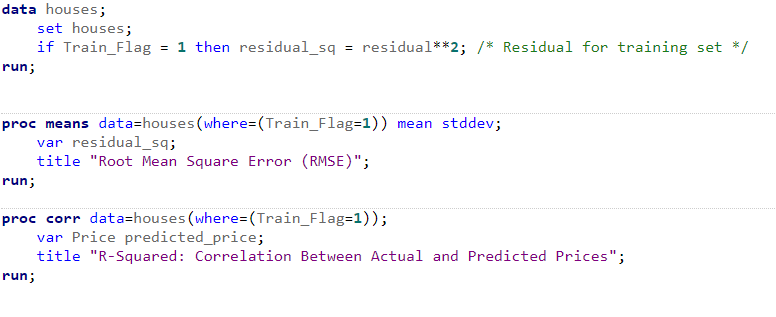 data houses;
    set houses;
    if Train_Flag = 1 then residual_sq = residual**2; /* Residual for training set */
run;
proc means data=houses(where=(Train_Flag=1)) mean stddev;
    var residual_sq;
    title "Root Mean Square Error (RMSE)";
run;
proc corr data=houses(where=(Train_Flag=1));
    var Price predicted_price;
    title "R-Squared: Correlation Between Actual and Predicted Prices";
run;